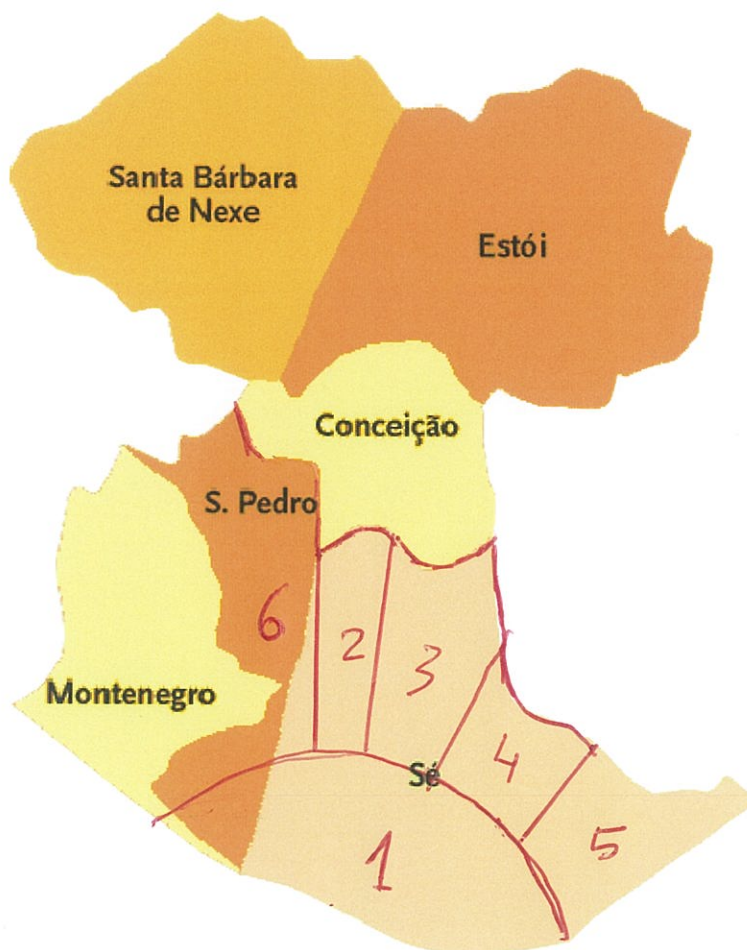 Santa Bárbara
de Nexe
Estói
Conceição
S. Pedro
6
2
3
Montenegro
Sé
4
5
1